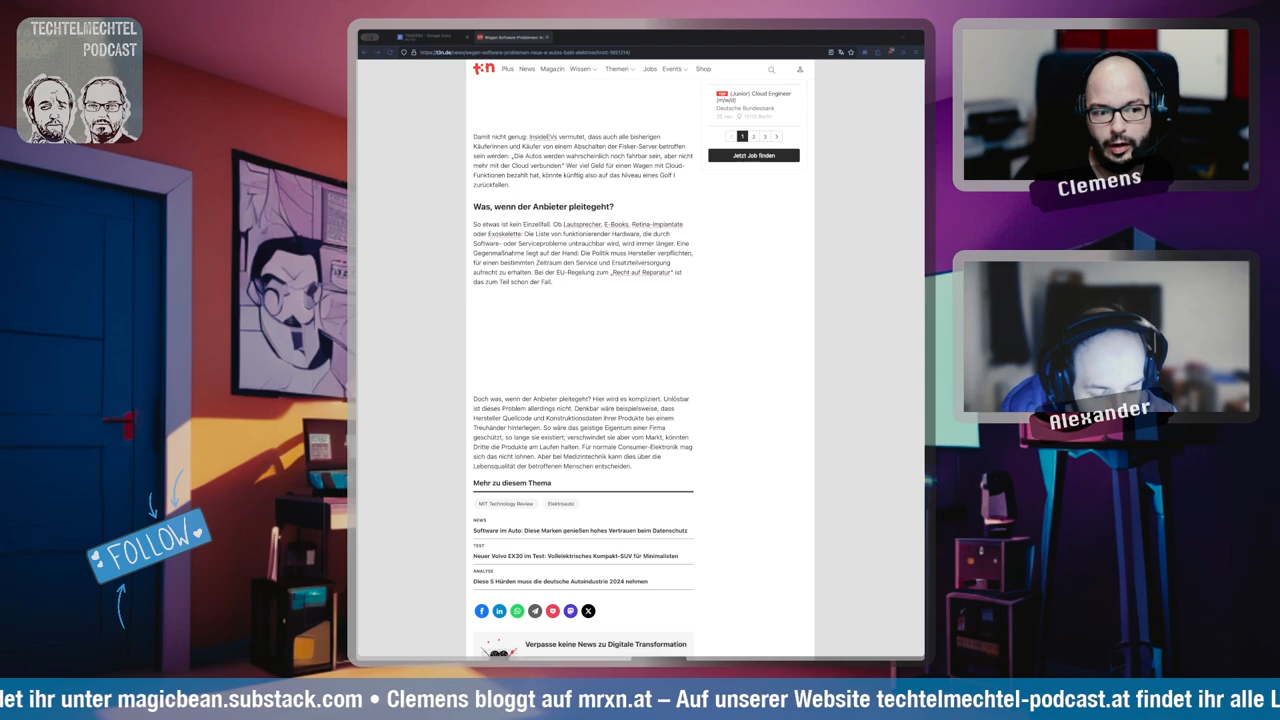 TECHTELMECHTEL
PODCAST
FOLLOW
Wegen Software-Problemen: N
https://t3n.de/news/wegen-software-problemen-neue-e-autos-bald-elektroschrott-1601214/
t3n Plus News Magazin Wissen Themen Jobs Events Shop
(Junior) Cloud Engineer
(m/w/d)
Deutsche Bundesbank
1 2 3
Jetzt Job finden
Damit nicht genug: InsideEVs vermutet, dass auch alle bisherigen
Käuferinnen und Käufer von einem Abschalten der Fisker-Server betroffen
sein werden: „Die Autos werden wahrscheinlich noch fahrbar sein, aber nicht
mehr mit der Cloud verbunden.“ Wer viel Geld für einen Wagen mit Cloud-
Funktionen bezahlt hat, könnte künftig also auf das Niveau eines Golf I
zurückfallen.
Was, wenn der Anbieter pleitegeht?
So etwas ist kein Einzelfall. Ob Lautsprecher, E-Books, Retina-Implantate
oder Exoskelette: Die Liste von funktionierender Hardware, die durch
Software- oder Serviceprobleme unbrauchbar wird, wird immer länger. Eine
Gegenmaßnahme liegt auf der Hand: Die Politik muss Hersteller verpflichten,
für einen bestimmten Zeitraum den Service und Ersatzteilversorgung
aufrecht zu erhalten. Bei der EU-Regelung zum „Recht auf Reparatur“ ist
das zum Teil schon der Fall.
Doch was, wenn der Anbieter pleitegeht? Hier wird es kompliziert. Unlösbar
ist dieses Problem allerdings nicht. Denkbar wäre beispielsweise, dass
Hersteller Quellcode und Konstruktionsdaten ihrer Produkte bei einem
Treuhänder hinterlegen. So wäre das geistige Eigentum einer Firma
geschützt, so lange sie existiert; verschwindet sie aber vom Markt, könnten
Dritte die Produkte am Laufen halten. Für normale Consumer-Elektronik mag
sich das nicht lohnen. Aber bei Medizintechnik kann dies über die
Lebensqualität der betroffenen Menschen entscheiden.
Mehr zu diesem Thema
MIT Technology Review Elektroauto
NEWS
Software im Auto: Diese Marken genießen hohes Vertrauen beim Datenschutz
TEST
Neuer Volvo EX30 im Test: Vollelektrisches Kompakt-SUV für Minimalisten
ANALYSE
Diese 5 Hürden muss die deutsche Autoindustrie 2024 nehmen
Verpasse keine News zu Digitale Transformation
Clemens
Alexander
det ihr unter magicbean.substack.com • Clemens bloggt auf mrxn.at – Auf unserer Website techtelmechtel-podcast.at findet ihr alle L